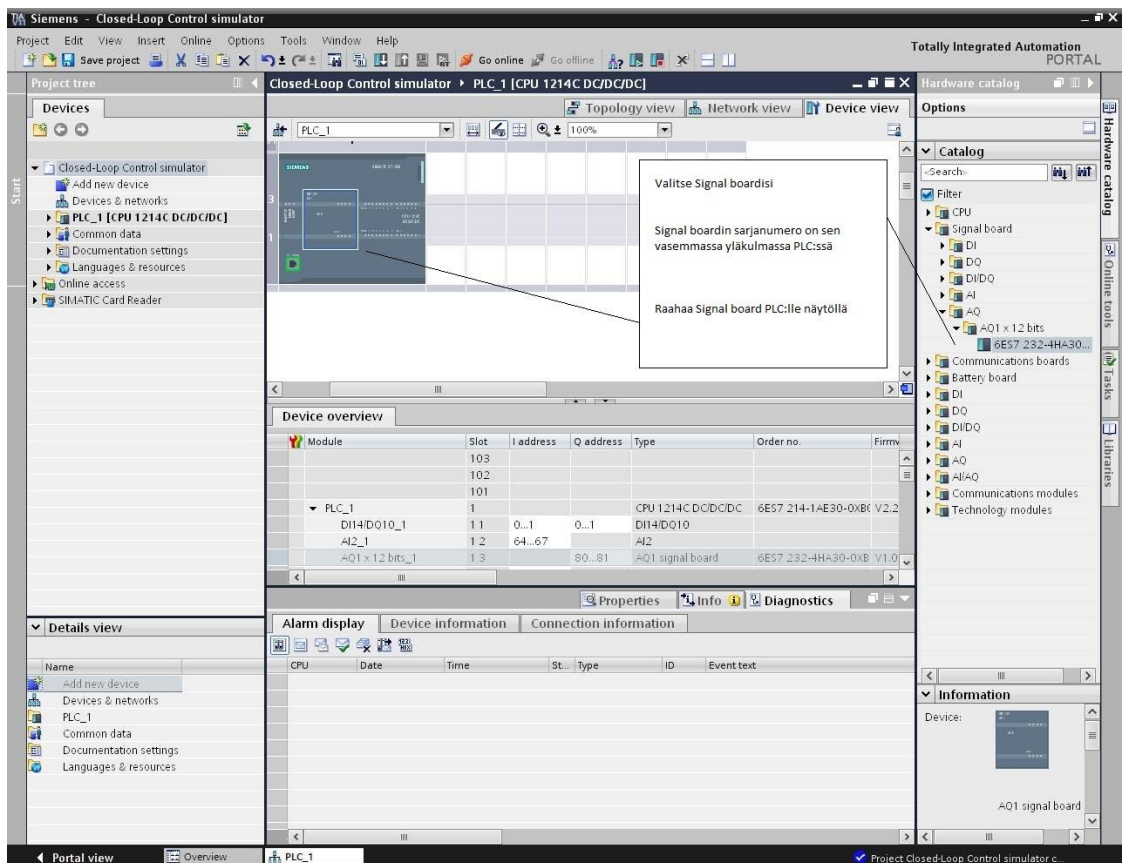 Siemens - Closed-Loop Control simulator
Project Edit View Insert Online Options Tools Window Help
Save project
Go online
Go offline
Totally Integrated Automation
PORTAL
Project tree
Closed-Loop Control simulator PLC_1 [CPU 1214C DC/DC/DC]
Hardware catalog
Devices
Topology view
Network view
Device view
Options
PLC_1
100%
Start
Closed-Loop Control simulator
Add new device
Devices & networks
PLC_1 [CPU 1214C DC/DC/DC]
Common data
Documentation settings
Languages & resources
Online access
SIMATIC Card Reader
SIEMENS
3
1
Valitse Signal boardisi
Signal boardin sarjanumero on sen
vasemmassa yläkulmassa PLC:ssä
Raahaa Signal board PLC:lle näytöllä
Catalog
<Search>
Filter
CPU
Signal board
DI
DQ
DI/DQ
AI
AQ
AQ1 x 12 bits
6ES7 232-4HA30...
Communications boards
Battery board
DI
DQ
DI/DQ
AI
AQ
AI/AQ
Communications modules
Technology modules
Hardware catalog
Online tools
Tasks
Libraries
Device overview
Module Slot I address Q address Type Order no. Firmv
103
102
101
PLC_1 1 CPU 1214C DC/DC/DC 6ES7 214-1AE30-0XB( V2.2
DI14/DQ10_1 1 1 0...1 0...1 DI14/DQ10
AI2_1 1 2 64...67 AI2
AQ1 x 12 bits_1 1 3 80...81 AQ1 signal board 6ES7 232-4HA30-0XB V1.0
Properties
Info
Diagnostics
Alarm display
Device information
Connection information
CPU Date Time St... Type ID Event text
Details view
Name
Add new device
Devices & networks
PLC_1
Common data
Documentation settings
Languages & resources
Information
Device:
AQ1 signal board
Portal view
Overview
PLC_1
Project Closed-Loop Control simulator c...